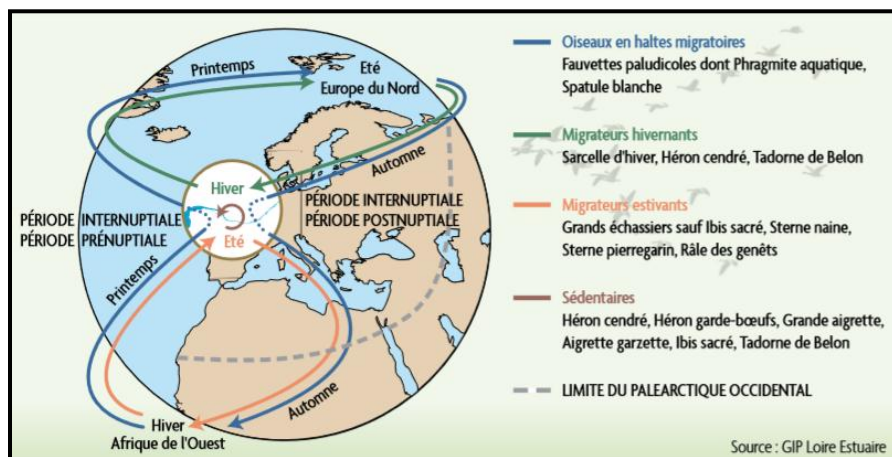 Printemps
Eté
Europe du Nord
Automne
Hiver
PÉRIODE INTERNUPTIALE
PÉRIODE PRÉNUPTIALE
PÉRIODE INTERNUPTIALE
PÉRIODE POSTNUPTIALE
Eté
Printemps
Automne
Hiver
Afrique de l'Ouest
Oiseaux en haltes migratoires
Fauvettes paludicoles dont Phragmite aquatique,
Spatule blanche
Migrateurs hivernants
Sarcelle d'hiver, Héron cendré, Tadorne de Belon
Migrateurs estivants
Grands échassiers sauf Ibis sacré, Sterne naine,
Sterne pierregarin, Râle des genêts
Sédentaires
Héron cendré, Héron garde-bœufs, Grande aigrette,
Aigrette garzette, Ibis sacré, Tadorne de Belon
LIMITE DU PALEARCTIQUE OCCIDENTAL
Source : GIP Loire Estuaire